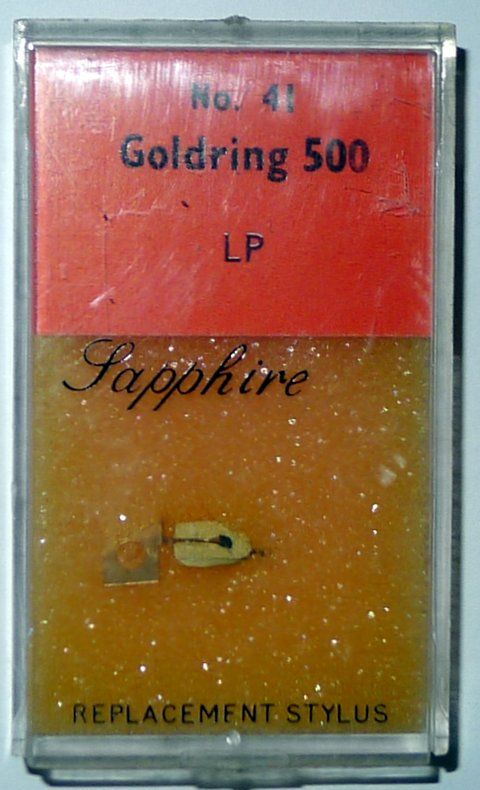 No. 41
Goldring 500
LP
Sapphire
REPLACEMENT STYLUS